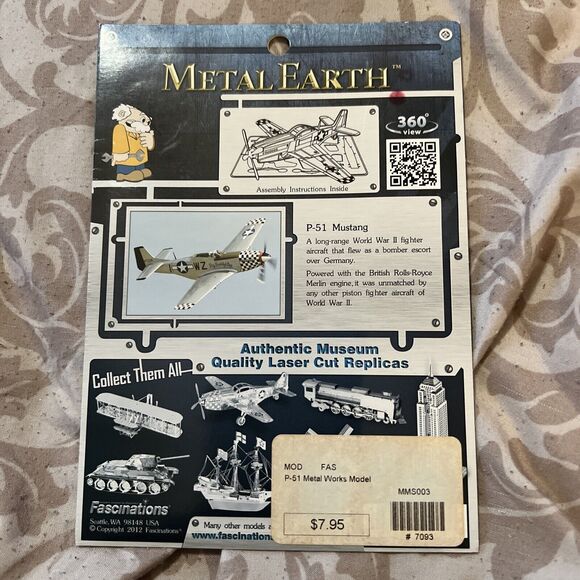 METAL EARTH™
360°
view
Assembly Instructions Inside
P-51 Mustang
A long-range World War II fighter
aircraft that flew as a bomber escort
over Germany.
Powered with the British Rolls-Royce
Merlin engine, it was unmatched by
any other piston fighter aircraft of
World War II.
WZ
Authentic Museum
Quality Laser Cut Replicas
Collect Them All
MOD FAS
P-51 Metal Works Model
MMS003
$7.95
# 7093
Fascinations®
Seattle, WA 98148 USA
© Copyright 2012 Fascinations®
Many other models a
www.fascinations